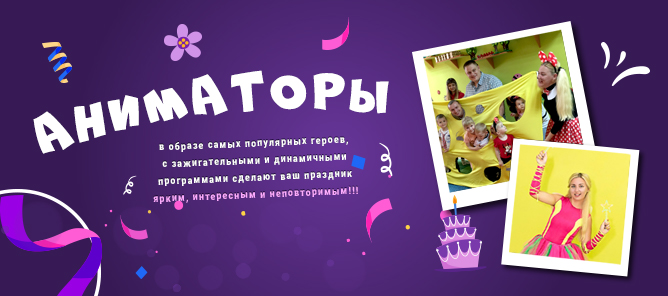 АНИМАТОРЫ
в образе самых популярных героев,
с зажигательными и динамичными
программами сделают ваш праздник
ярким, интересным и неповторимым!!!